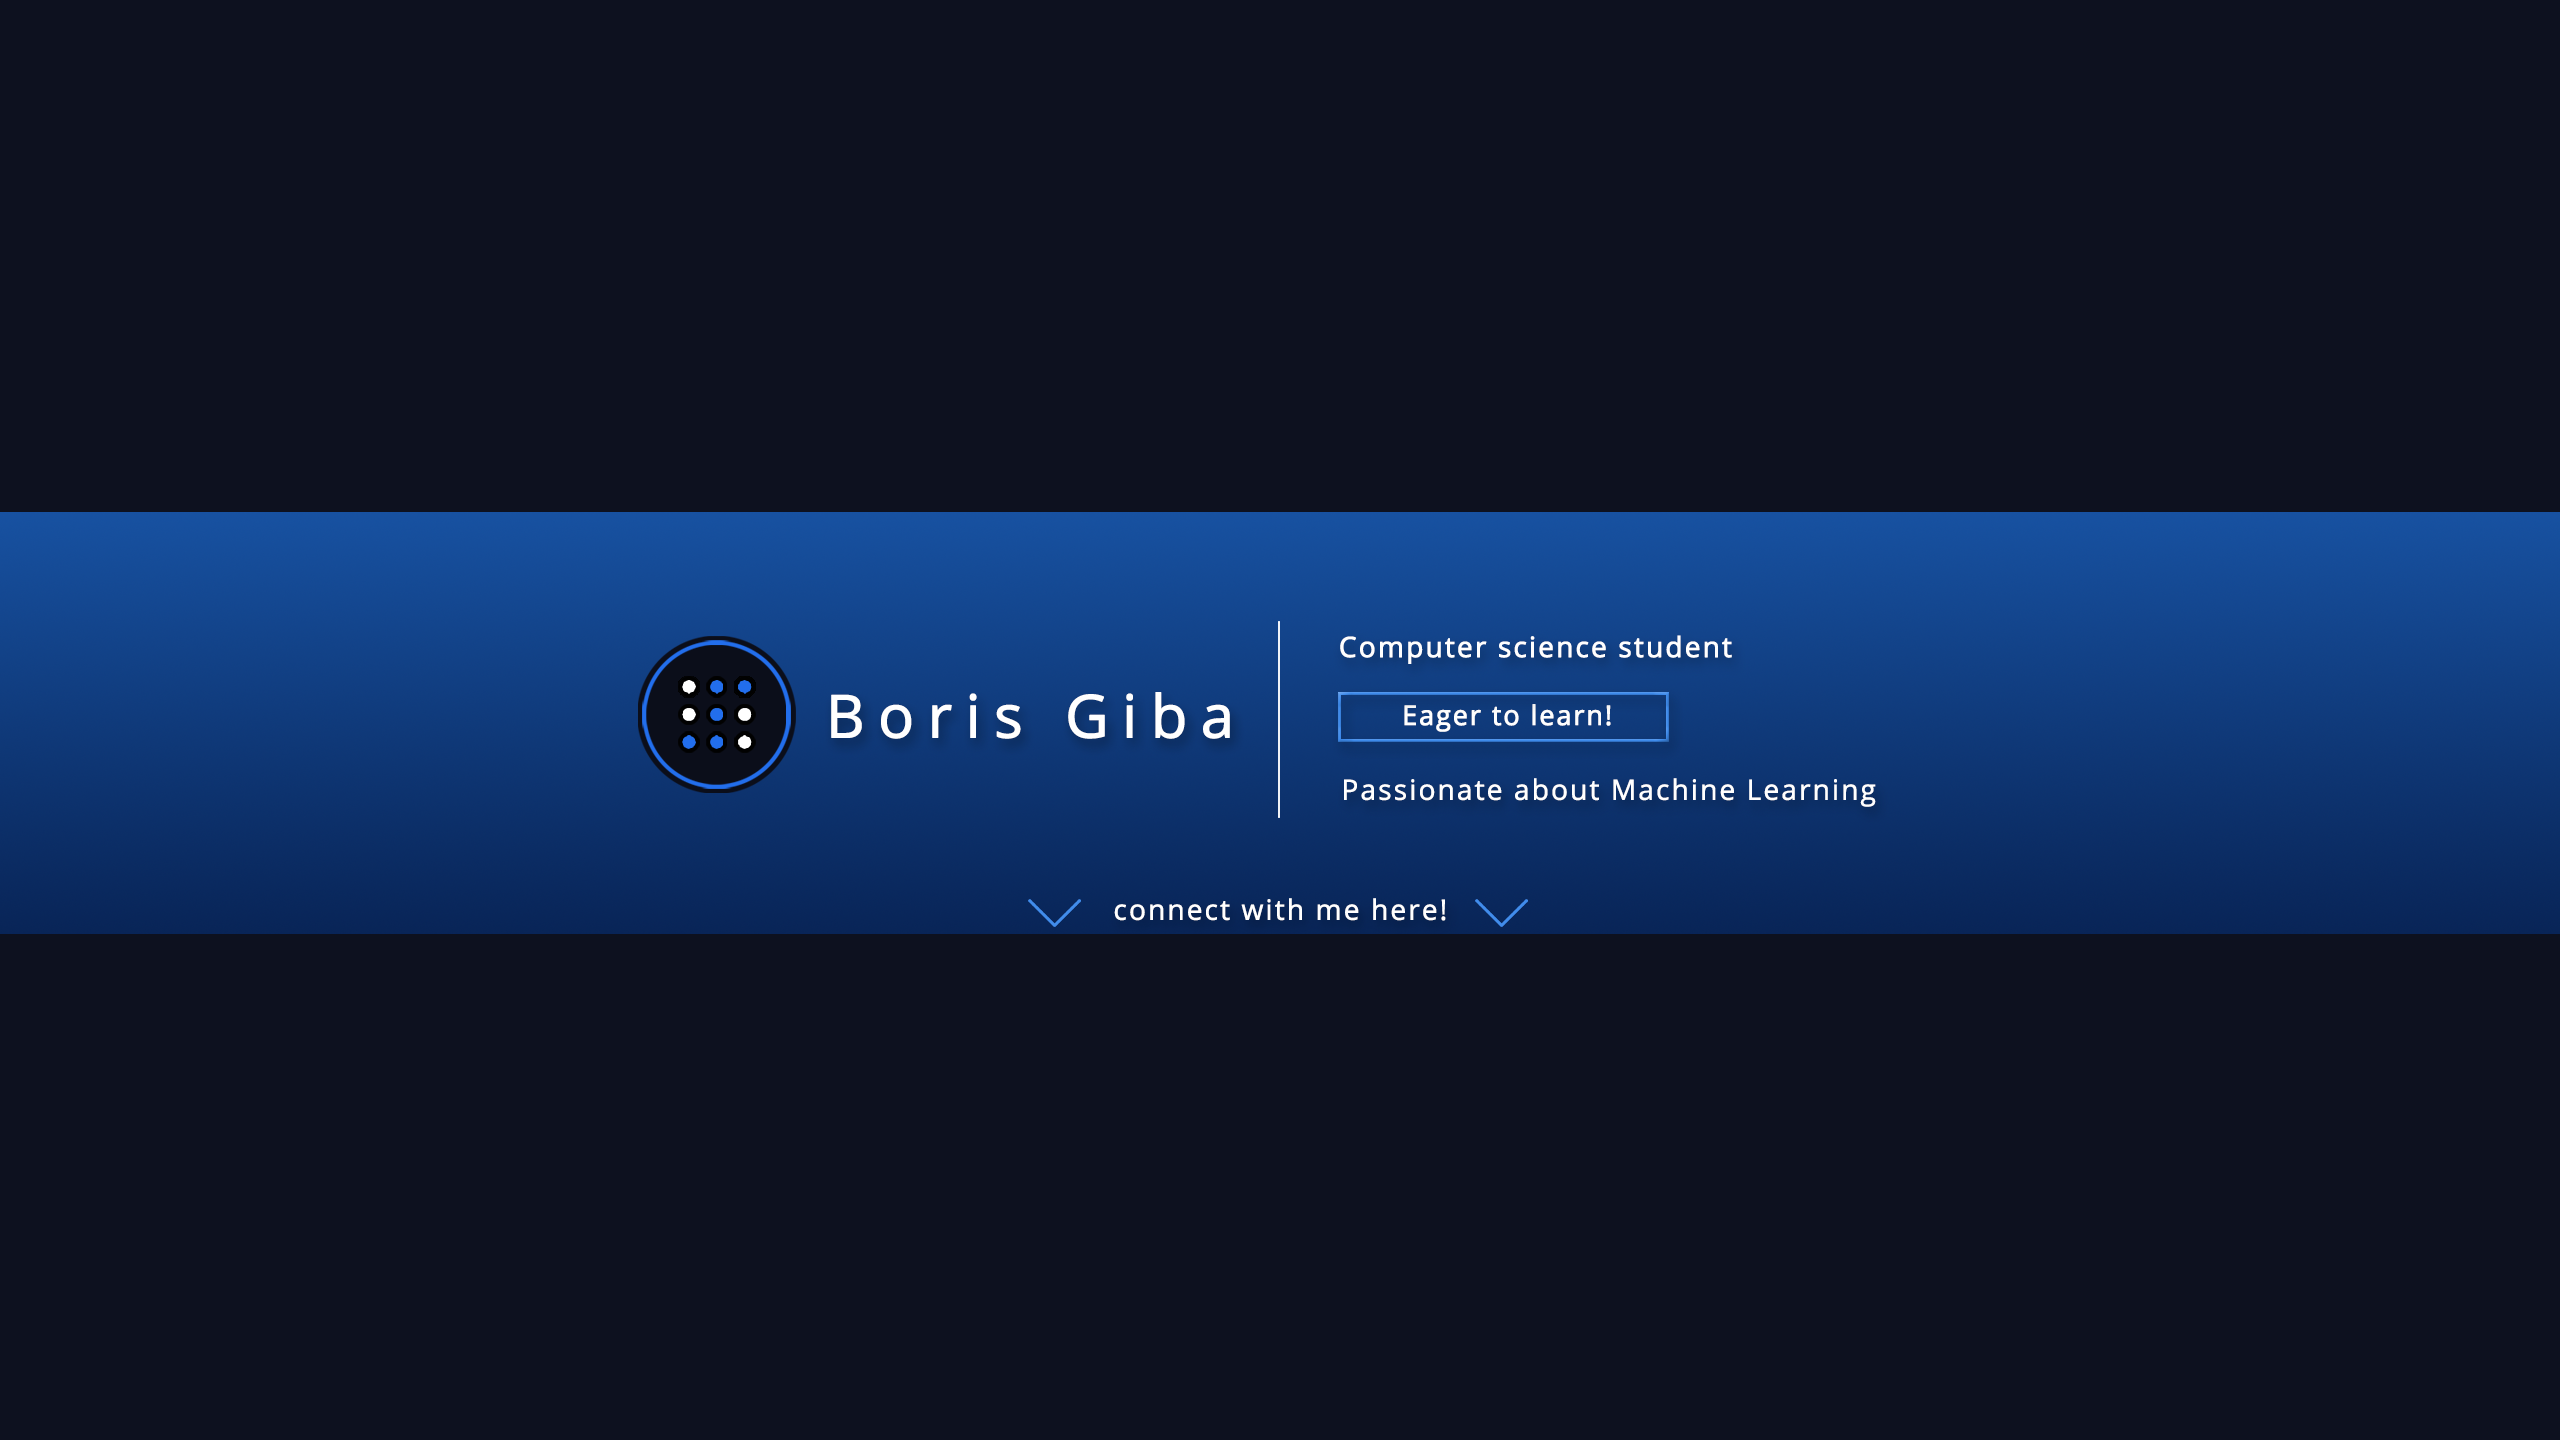 Boris Giba
Computer science student
Eager to learn!
Passionate about Machine Learning
connect with me here!